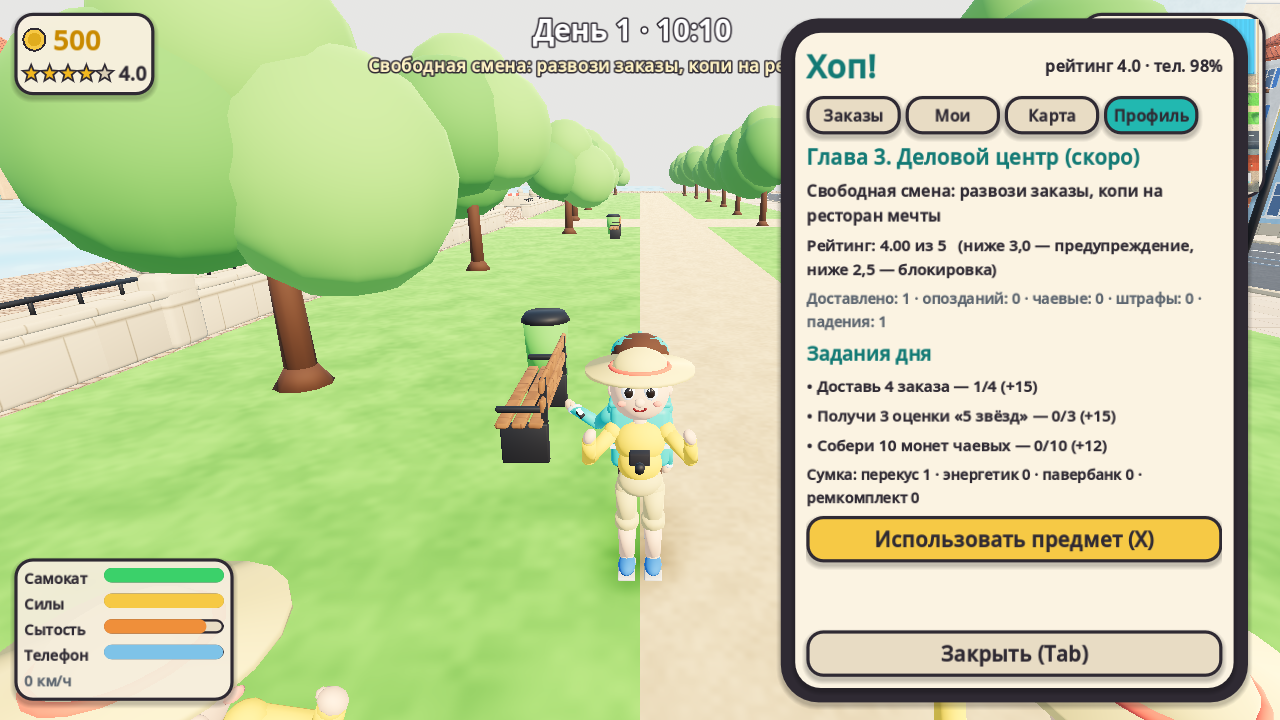 500
4.0
День 1 · 10:10
Свободная смена: развози заказы, копи на ре
Хоп!
рейтинг 4.0 · тел. 98%
Заказы
Мои
Карта
Профиль
Глава 3. Деловой центр (скоро)
Свободная смена: развози заказы, копи на
ресторан мечты
Рейтинг: 4.00 из 5 (ниже 3,0 — предупреждение,
ниже 2,5 — блокировка)
Доставлено: 1 · опозданий: 0 · чаевые: 0 · штрафы: 0 ·
падения: 1
Задания дня
• Доставь 4 заказа — 1/4 (+15)
• Получи 3 оценки «5 звёзд» — 0/3 (+15)
• Собери 10 монет чаевых — 0/10 (+12)
Сумка: перекус 1 · энергетик 0 · павербанк 0 ·
ремкомплект 0
Использовать предмет (X)
Закрыть (Tab)
Самокат
Силы
Сытость
Телефон
0 км/ч